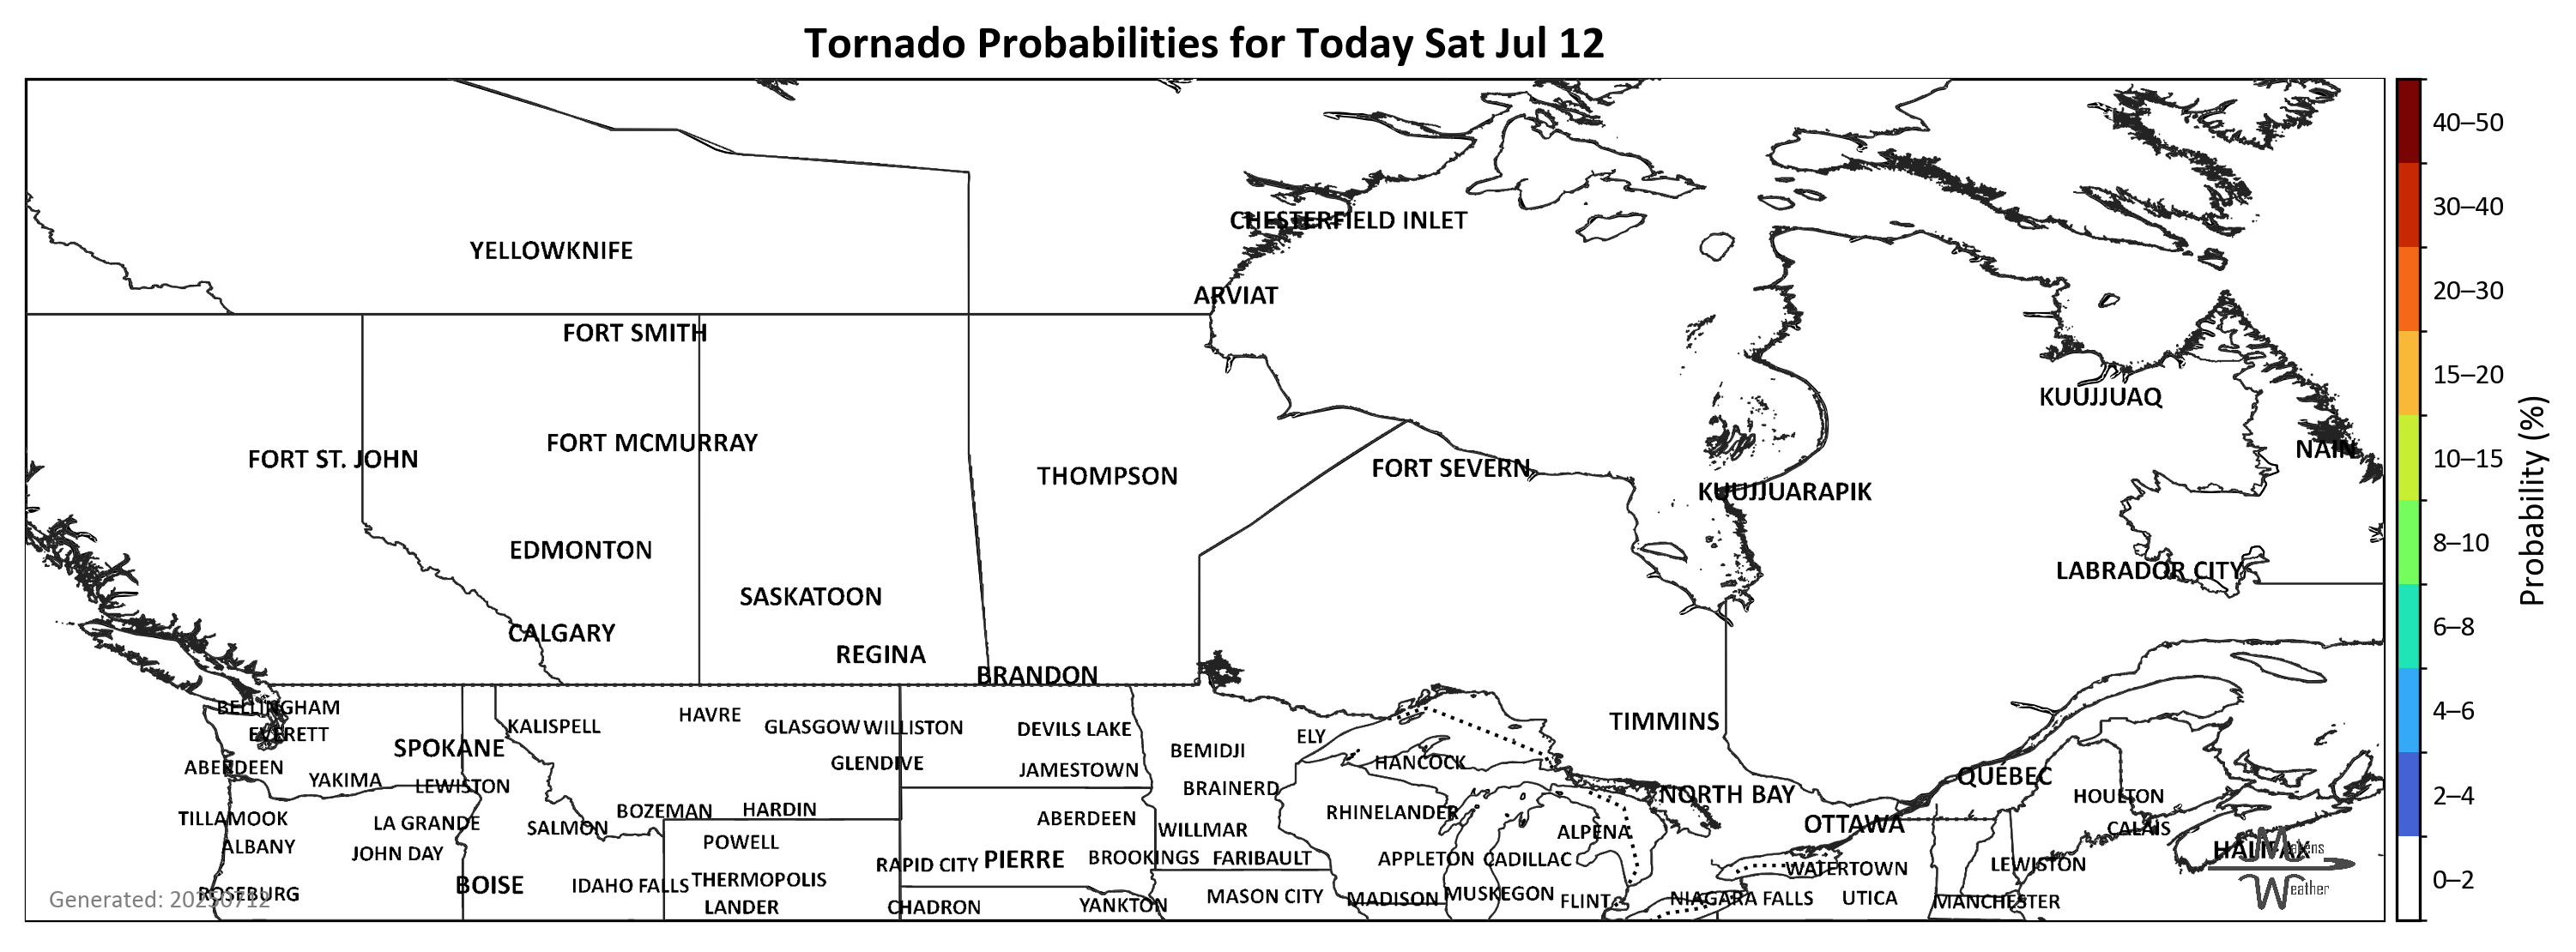 Tornado Probabilities for Today Sat Jul 12
40–50
30–40
CHESTERFIELD INLET
YELLOWKNIFE
20–30
ARVIAT
FORT SMITH
15–20
KUUJJUAQ
FORT MCMURRAY
NAIN
10–15
FORT ST. JOHN
FORT SEVERN
THOMPSON
KUUJJUARAPIK
Probability (%)
8–10
EDMONTON
LABRADOR CITY
SASKATOON
6–8
CALGARY
REGINA
BRANDON
BELLINGHAM
4–6
HAVRE
TIMMINS
KALISPELL
GLASGOW WILLISTON
DEVILS LAKE
EVERETT
ELY
SPOKANE
BEMIDJI
GLENDIVE
HANCOCK
ABERDEEN
JAMESTOWN
QUÉBEC
YAKIMA
LEWISTON
BRAINERD
NORTH BAY
HOULTON
2–4
BOZEMAN
HARDIN
RHINELANDER
TILLAMOOK
ABERDEEN
LA GRANDE
OTTAWA
SALMON
WILLMAR
ALPENA
CALAIS
POWELL
ALBANY
HALIFAX
JOHN DAY
BROOKINGS
FARIBAULT
PIERRE
APPLETON
CADILLAC
RAPID CITY
LEWISTON
WATERTOWN
0–2
THERMOPOLIS
BOISE
IDAHO FALLS
Weather
ROSEBURG
MUSKEGON
MASON CITY
NIAGARA FALLS
UTICA
MADISON
FLINT
MANCHESTER
Generated: 20250712
LANDER
CHADRON
YANKTON